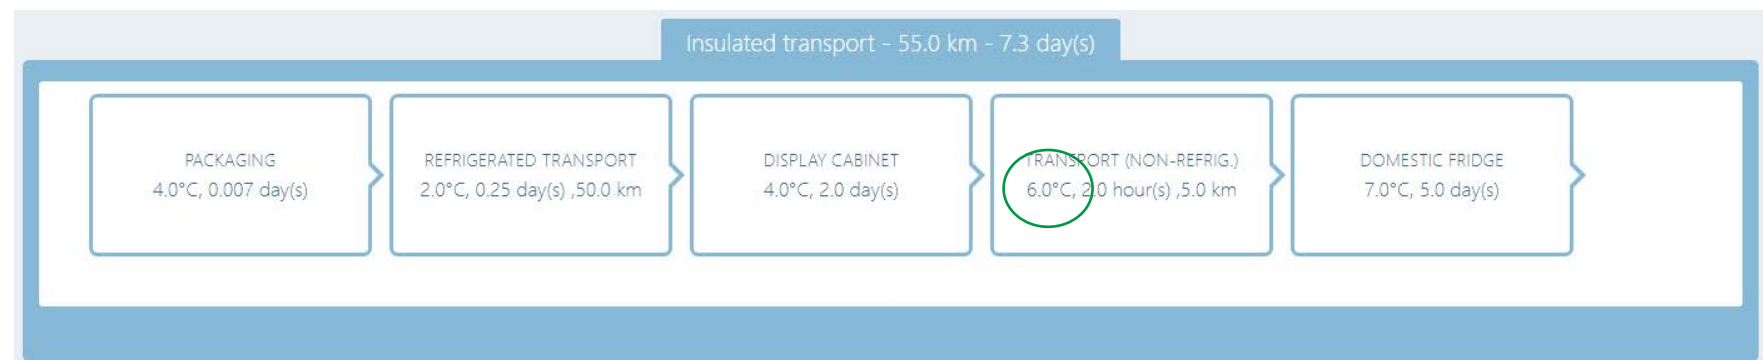 Insulated transport - 55.0 km - 7.3 day(s)
PACKAGING
4.0°C, 0.007 day(s)
REFRIGERATED TRANSPORT
2.0°C, 0.25 day(s) ,50.0 km
DISPLAY CABINET
4.0°C, 2.0 day(s)
TRANSPORT (NON-REFRIG.)
6.0°C, 2.0 hour(s) ,5.0 km
DOMESTIC FRIDGE
7.0°C, 5.0 day(s)